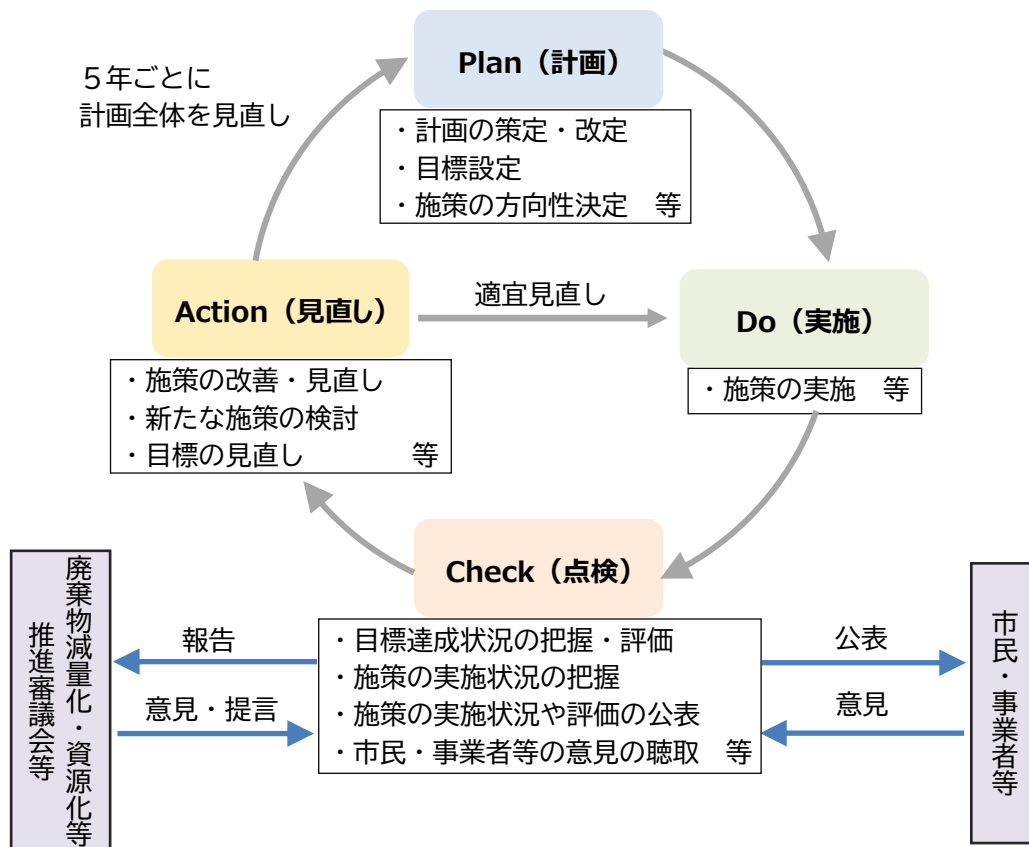 Plan（計画）
５年ごとに
計画全体を見直し
・計画の策定・改定
・目標設定
・施策の方向性決定　等
Action（見直し）
適宜見直し
Do（実施）
・施策の改善・見直し
・新たな施策の検討
・目標の見直し　　　　等
・施策の実施　等
Check（点検）
廃棄物減量化・資源化等
推進審議会等
報告
意見・提言
・目標達成状況の把握・評価
・施策の実施状況の把握
・施策の実施状況や評価の公表
・市民・事業者等の意見の聴取　等
公表
意見
市民・事業者等